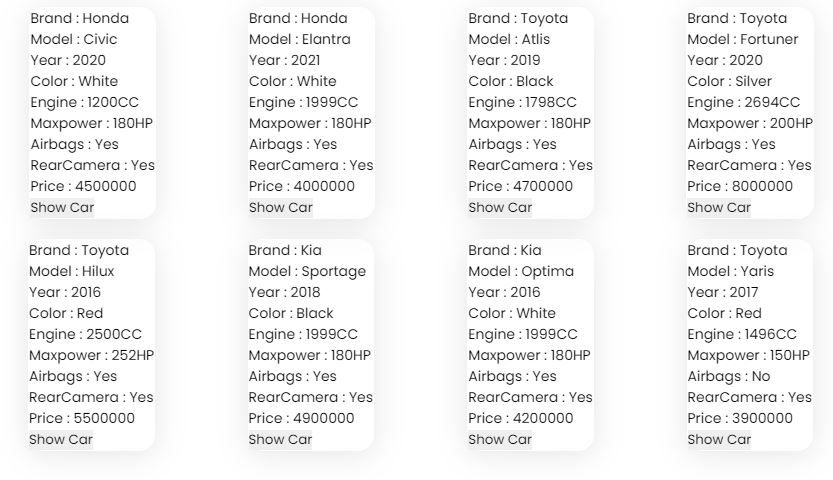 Brand : Honda
Model : Civic
Year : 2020
Color : White
Engine : 1200CC
Maxpower : 180HP
Airbags : Yes
RearCamera : Yes
Price : 4500000
Show Car
Brand : Honda
Model : Elantra
Year : 2021
Color : White
Engine : 1999CC
Maxpower : 180HP
Airbags : Yes
RearCamera : Yes
Price : 4000000
Show Car
Brand : Toyota
Model : Atlis
Year : 2019
Color : Black
Engine : 1798CC
Maxpower : 180HP
Airbags : Yes
RearCamera : Yes
Price : 4700000
Show Car
Brand : Toyota
Model : Fortuner
Year : 2020
Color : Silver
Engine : 2694CC
Maxpower : 200HP
Airbags : Yes
RearCamera : Yes
Price : 8000000
Show Car
Brand : Toyota
Model : Hilux
Year : 2016
Color : Red
Engine : 2500CC
Maxpower : 252HP
Airbags : Yes
RearCamera : Yes
Price : 5500000
Show Car
Brand : Kia
Model : Sportage
Year : 2018
Color : Black
Engine : 1999CC
Maxpower : 180HP
Airbags : Yes
RearCamera : Yes
Price : 4900000
Show Car
Brand : Kia
Model : Optima
Year : 2016
Color : White
Engine : 1999CC
Maxpower : 180HP
Airbags : Yes
RearCamera : Yes
Price : 4200000
Show Car
Brand : Toyota
Model : Yaris
Year : 2017
Color : Red
Engine : 1496CC
Maxpower : 150HP
Airbags : No
RearCamera : Yes
Price : 3900000
Show Car